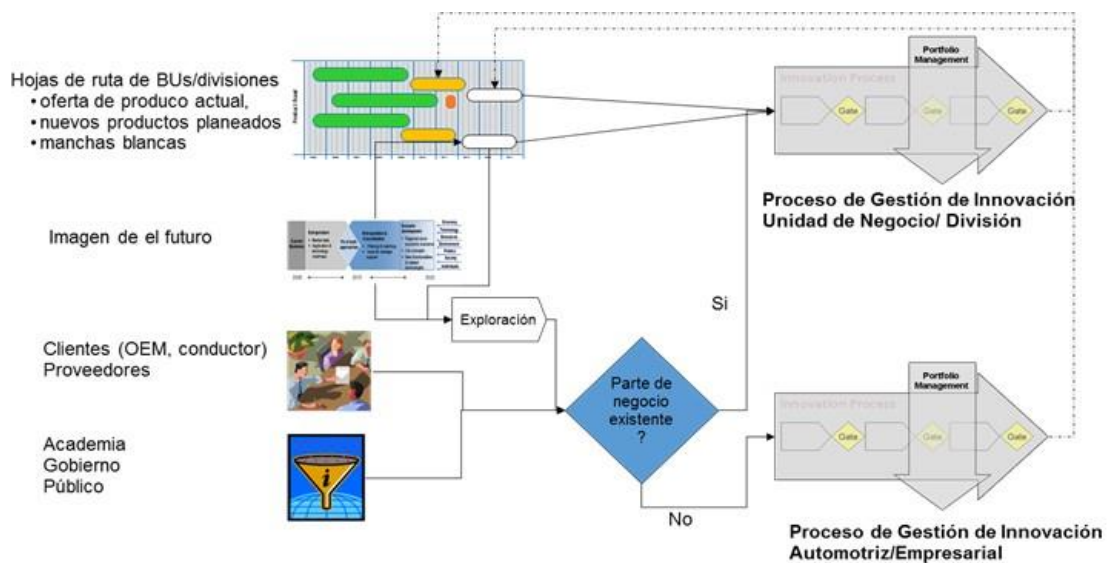 Hojas de ruta de BUs/divisiones
• oferta de produco actual,
• nuevos productos planeados
• manchas blancas
Portfolio
Management
Innovation Process
Gate
Gate
Gate
Proceso de Gestión de Innovación
Unidad de Negocio/ División
Imagen de el futuro
Si
Exploración
Clientes (OEM, conductor)
Proveedores
Parte de
negocio
existente
?
Portfolio
Management
Innovation Process
Gate
Gate
Gate
Academia
Gobierno
Público
i
No
Proceso de Gestión de Innovación
Automotriz/Empresarial